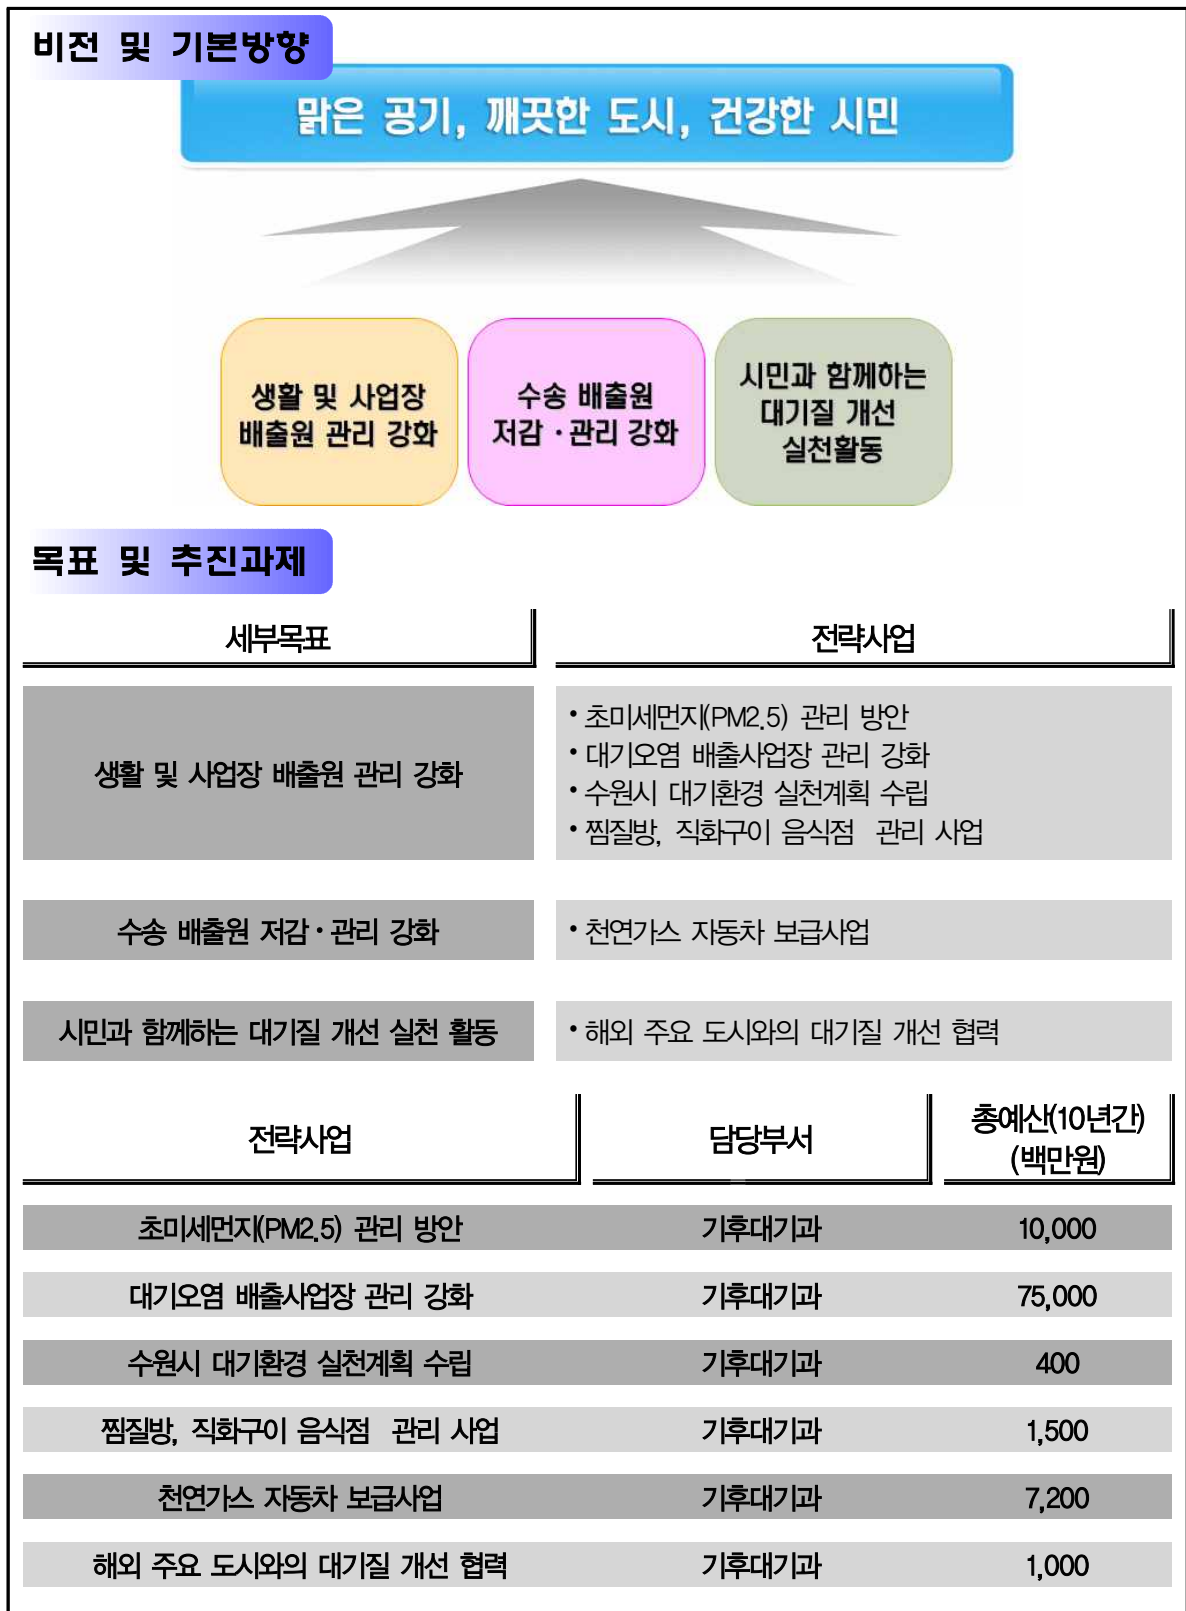 비전 및 기본방향
맑은 공기, 깨끗한 도시, 건강한 시민
생활 및 사업장
배출원 관리 강화
수송 배출원
저감·관리 강화
시민과 함께하는
대기질 개선
실천활동
목표 및 추진과제
세부목표 전략사업
생활 및 사업장 배출원 관리 강화
•초미세먼지(PM2.5) 관리 방안
•대기오염 배출사업장 관리 강화
•수원시 대기환경 실천계획 수립
•찜질방, 직화구이 음식점 관리 사업
수송 배출원 저감·관리 강화 •천연가스 자동차 보급사업
시민과 함께하는 대기질 개선 실천 활동 •해외 주요 도시와의 대기질 개선 협력
전략사업 담당부서 총예산(10년간)
(백만원)
초미세먼지(PM2.5) 관리 방안 기후대기과 10,000
대기오염 배출사업장 관리 강화 기후대기과 75,000
수원시 대기환경 실천계획 수립 기후대기과 400
찜질방, 직화구이 음식점 관리 사업 기후대기과 1,500
천연가스 자동차 보급사업 기후대기과 7,200
해외 주요 도시와의 대기질 개선 협력 기후대기과 1,000